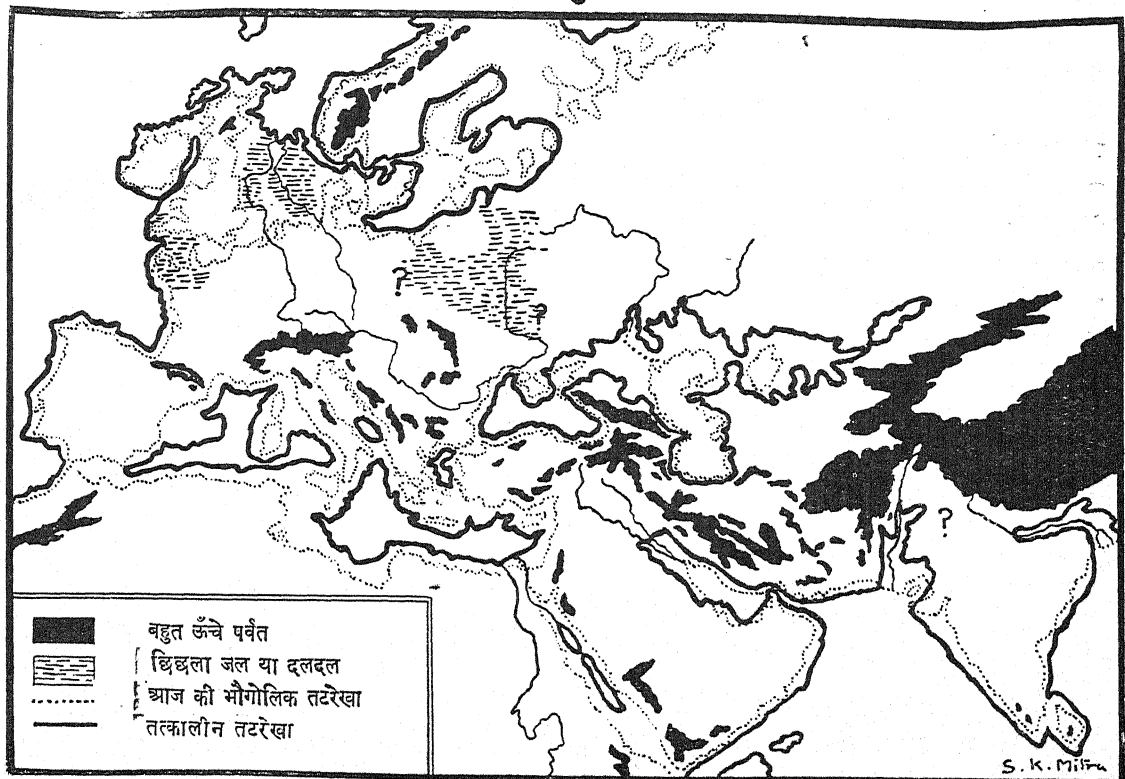 ?
?
?
बहुत ऊँचे पर्वत
छिछला जल या दलदल
आज की भौगोलिक तटरेखा
तत्कालीन तटरेखा
S. K. Mitra